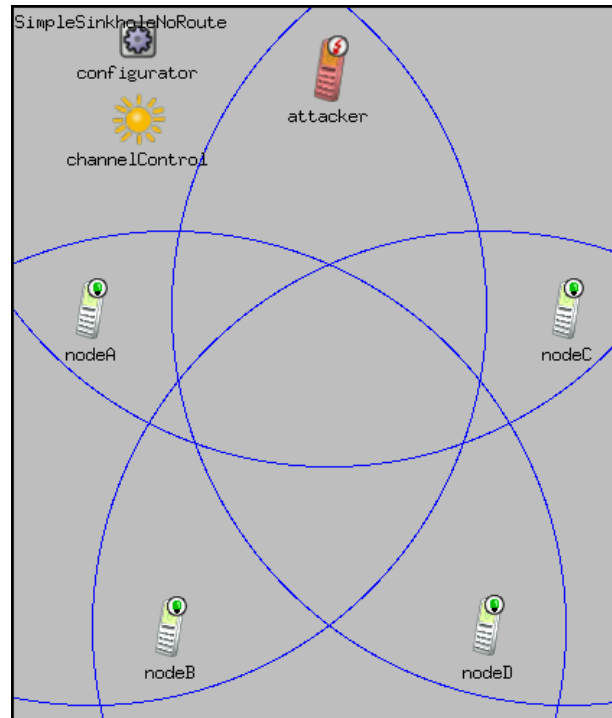 SimpleSinkholeNoRoute
configurator
attacker
channelControl
nodeA
nodeC
nodeB
nodeD